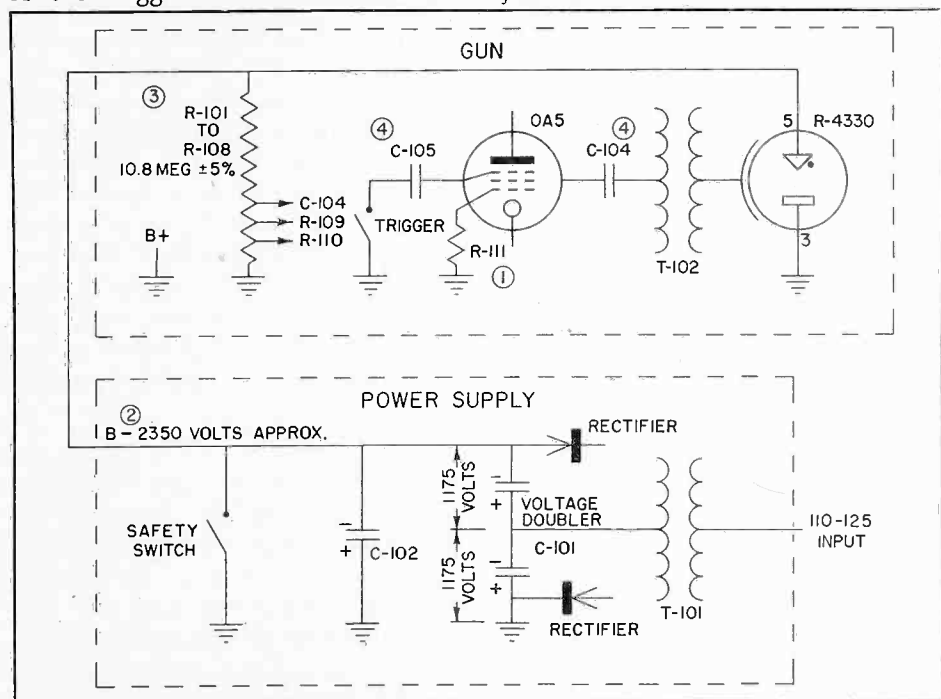 GUN
③
R-101
TO
R-108
10.8 MEG ±5%
C-104
R-109
R-110
B+
④
C-105
TRIGGER
OA5
R-111
①
④
C-104
T-102
5
R-4330
3
POWER SUPPLY
②
B- 2350 VOLTS APPROX.
SAFETY
SWITCH
-
+
C-102
1175
VOLTS
1175
VOLTS
-
+
VOLTAGE
DOUBLER
C-101
-
+
RECTIFIER
RECTIFIER
T-101
110-125
INPUT